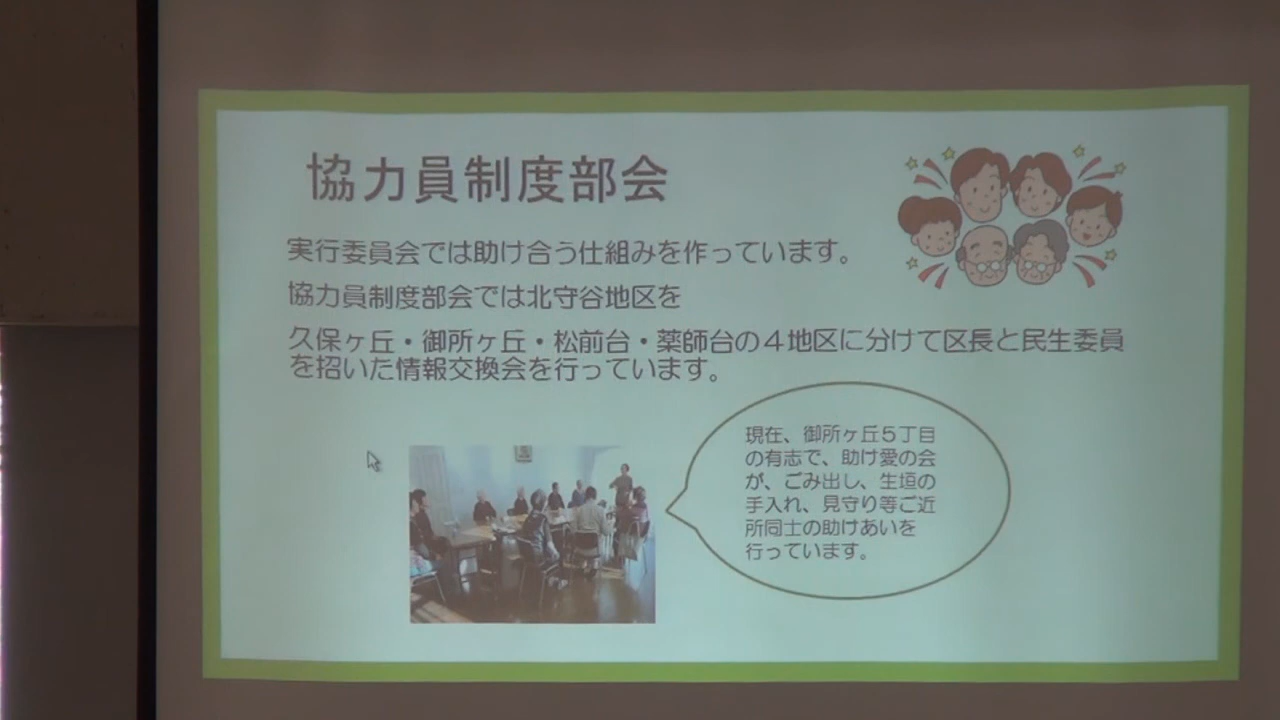 協力員制度部会
実行委員会では助け合う仕組みを作っています。
協力員制度部会では北守谷地区を
久保ヶ丘・御所ヶ丘・松前台・薬師台の４地区に分けて区長と民生委員
を招いた情報交換会を行っています。
現在、御所ヶ丘５丁目
の有志で、助け愛の会
が、ごみ出し、生垣の
手入れ、見守り等ご近
所同士の助けあいを
行っています。